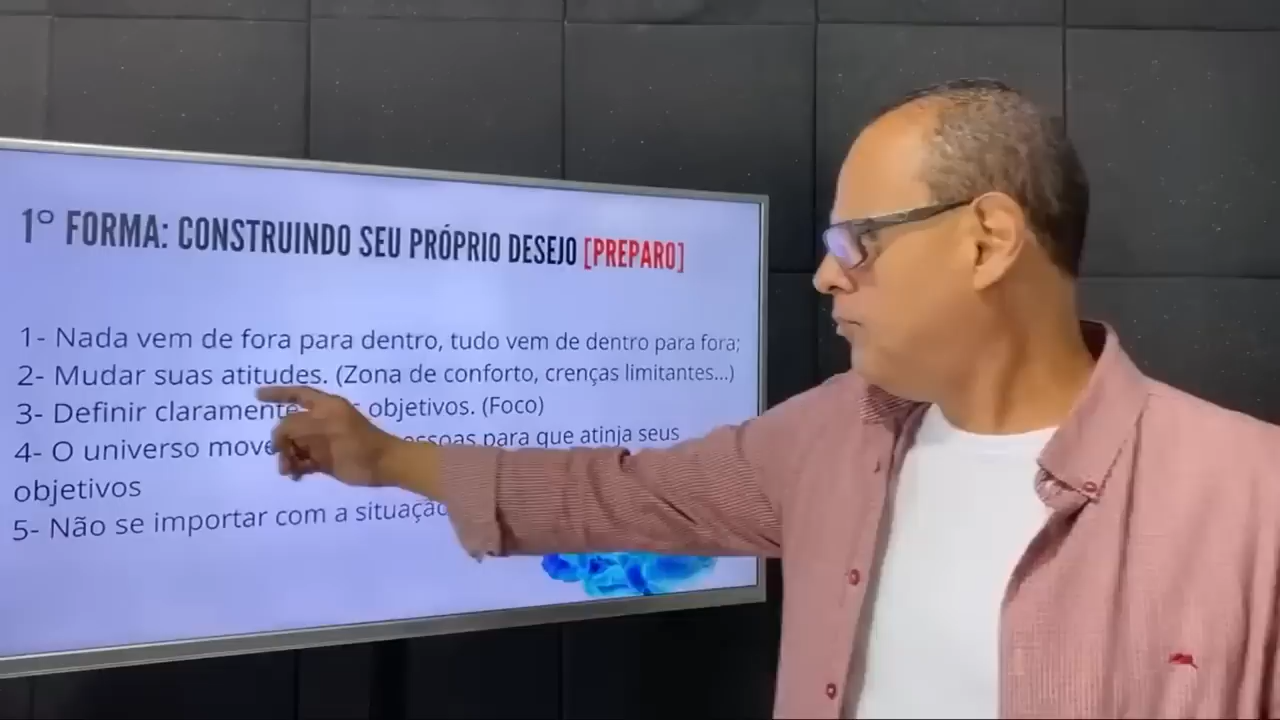 1º FORMA: CONSTRUINDO SEU PRÓPRIO DESEJO [PREPARO]
1- Nada vem de fora para dentro, tudo vem de dentro para fora;
2- Mudar suas atitudes. (Zona de conforto, crenças limitantes...)
3- Definir claramente objetivos. (Foco)
4- O universo move para que atinja seus
objetivos
5- Não se importar com a situação